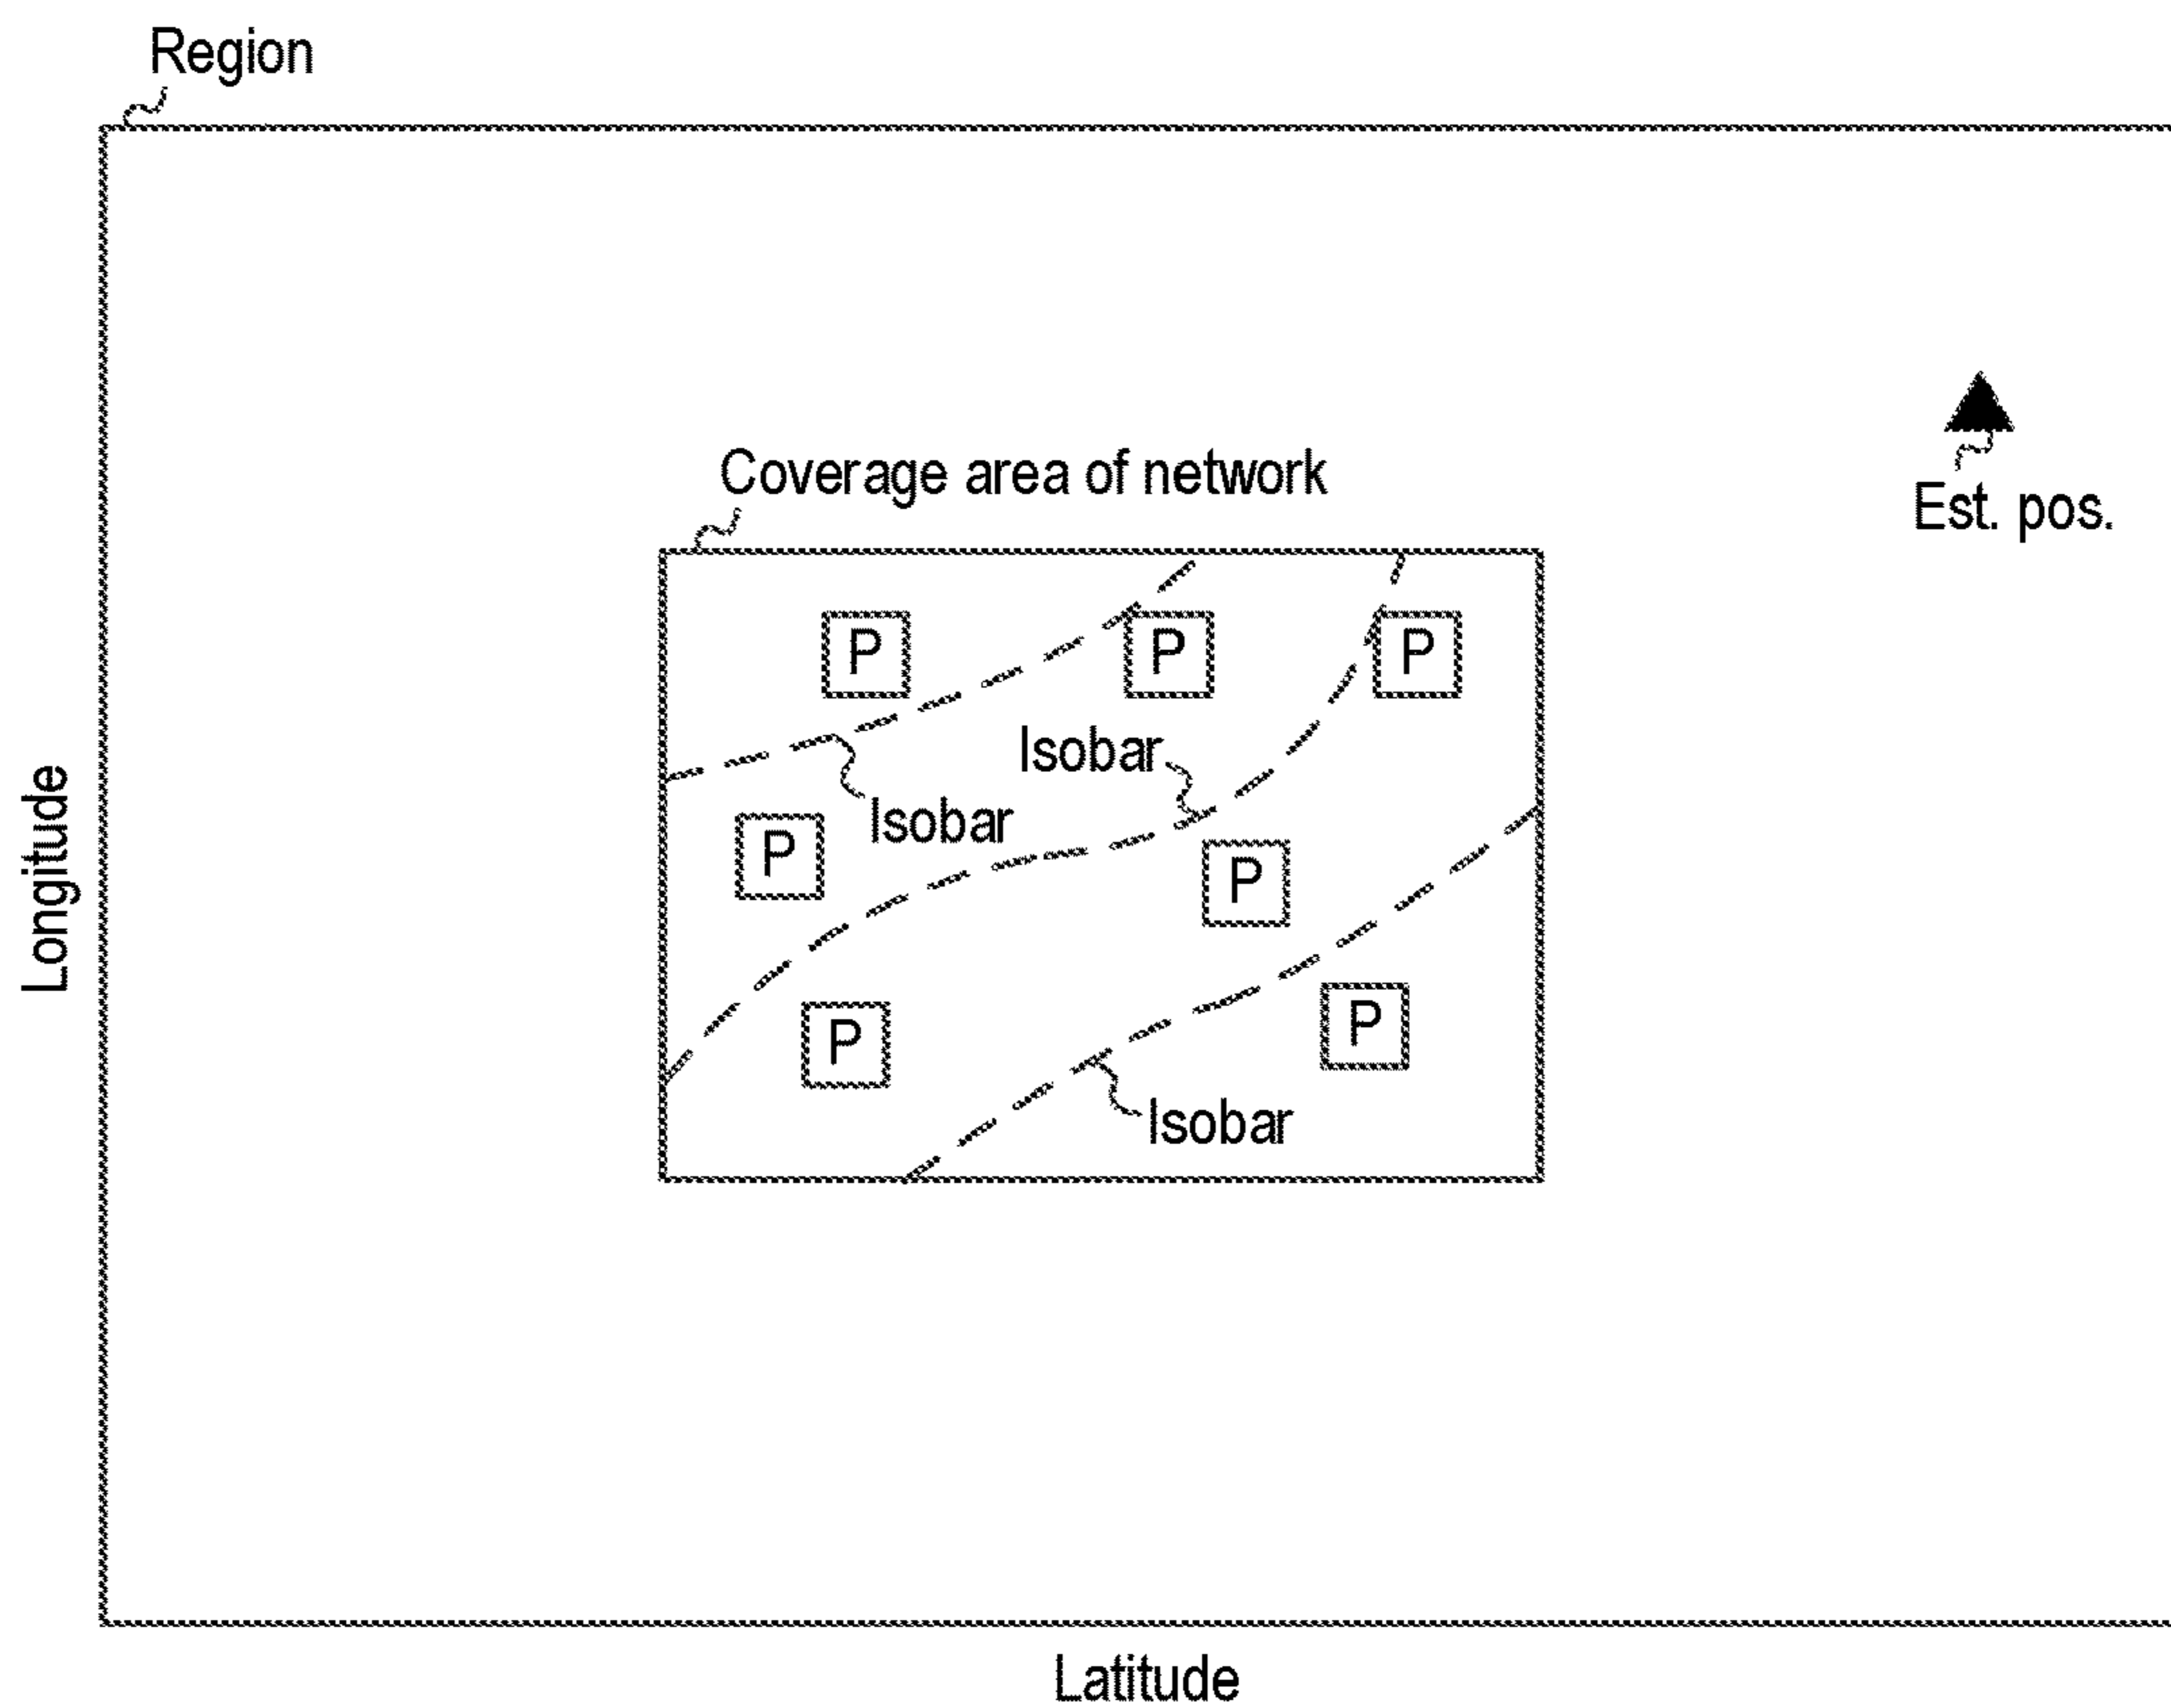 Region
Est. pos.
Coverage area of network
P
P
P
Isobar
Isobar
P
P
P
P
Isobar
Longitude
Latitude